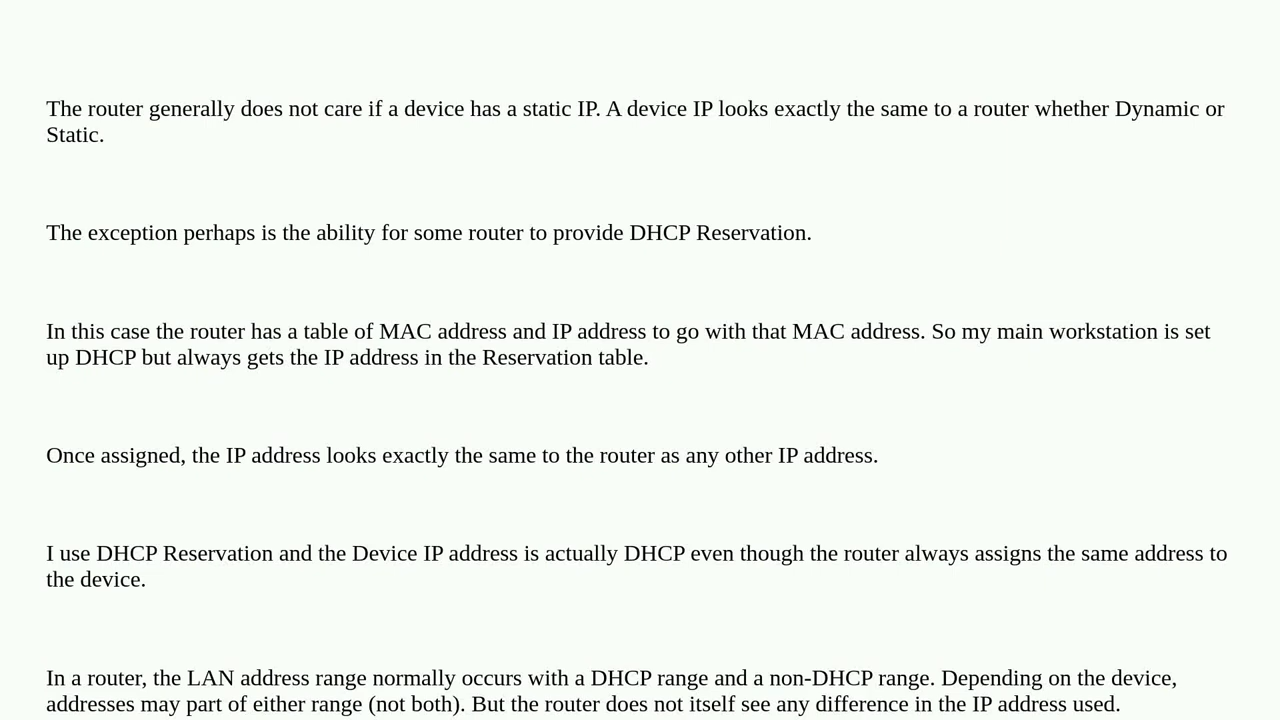 The router generally does not care if a device has a static IP. A device IP looks exactly the same to a router whether Dynamic or
Static.
The exception perhaps is the ability for some router to provide DHCP Reservation.
In this case the router has a table of MAC address and IP address to go with that MAC address. So my main workstation is set
up DHCP but always gets the IP address in the Reservation table.
Once assigned, the IP address looks exactly the same to the router as any other IP address.
I use DHCP Reservation and the Device IP address is actually DHCP even though the router always assigns the same address to
the device.
In a router, the LAN address range normally occurs with a DHCP range and a non-DHCP range. Depending on the device,
addresses may part of either range (not both). But the router does not itself see any difference in the IP address used.